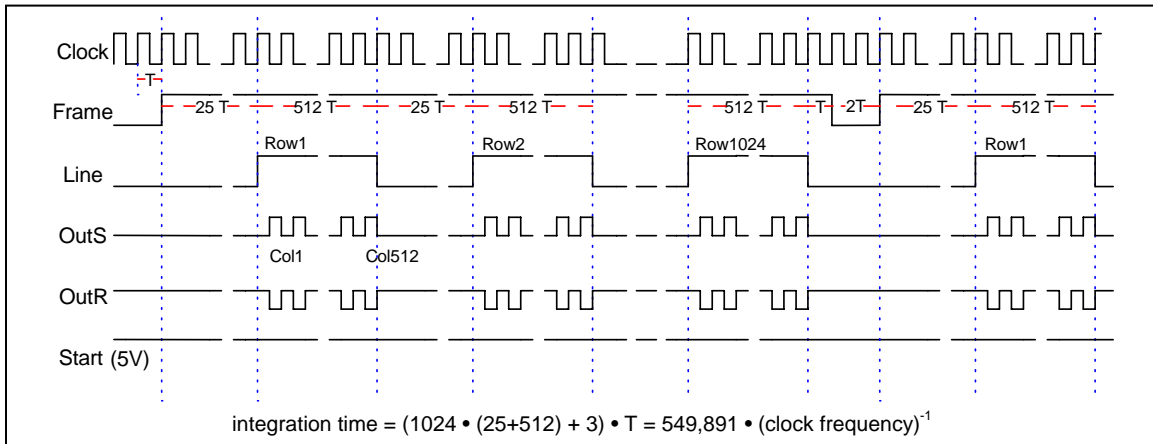 Clock
T
25 T 512 T 25 T 512 T 512 T T 2T 25 T 512 T
Frame
Row1 Row2 Row1024 Row1
Line
OutS
Col1 Col512
OutR
Start (5V)
integration time = (1024 • (25+512) + 3) • T = 549,891 • (clock frequency)⁻¹